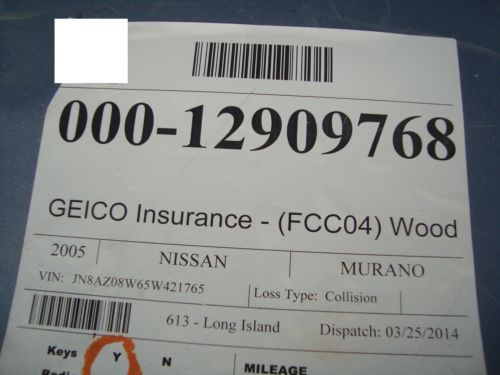 000-12909768
GEICO Insurance - (FCC04) Wood
2005 NISSAN MURANO
VIN: JN8AZ08W65W421765 Loss Type: Collision
613 - Long Island Dispatch: 03/25/2014
Keys Y N MILEAGE
Radio